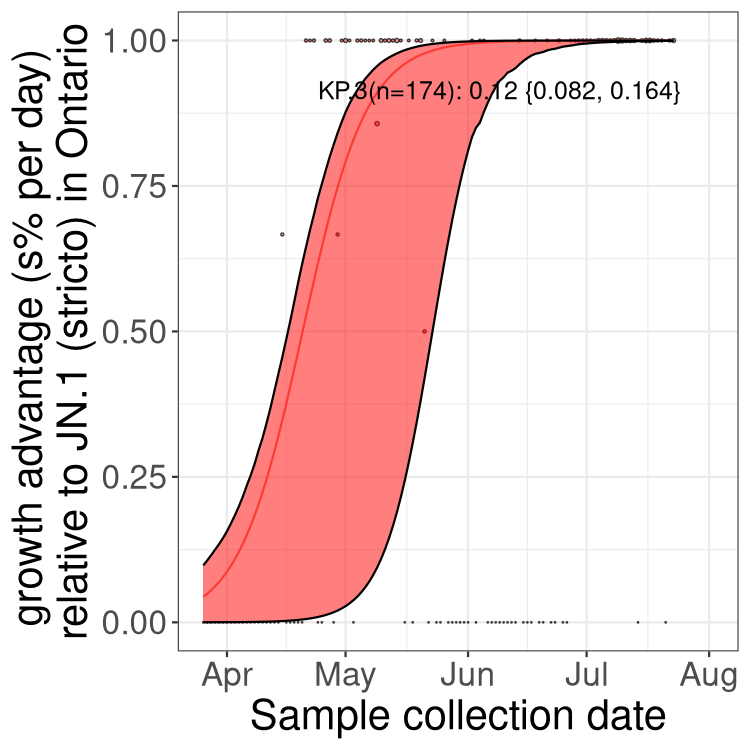 growth advantage (s% per day)
relative to JN.1 (stricto) in Ontario
1.00
0.75
0.50
0.25
0.00
KP.3(n=174): 0.12 {0.082, 0.164}
Apr May Jun Jul Aug
Sample collection date